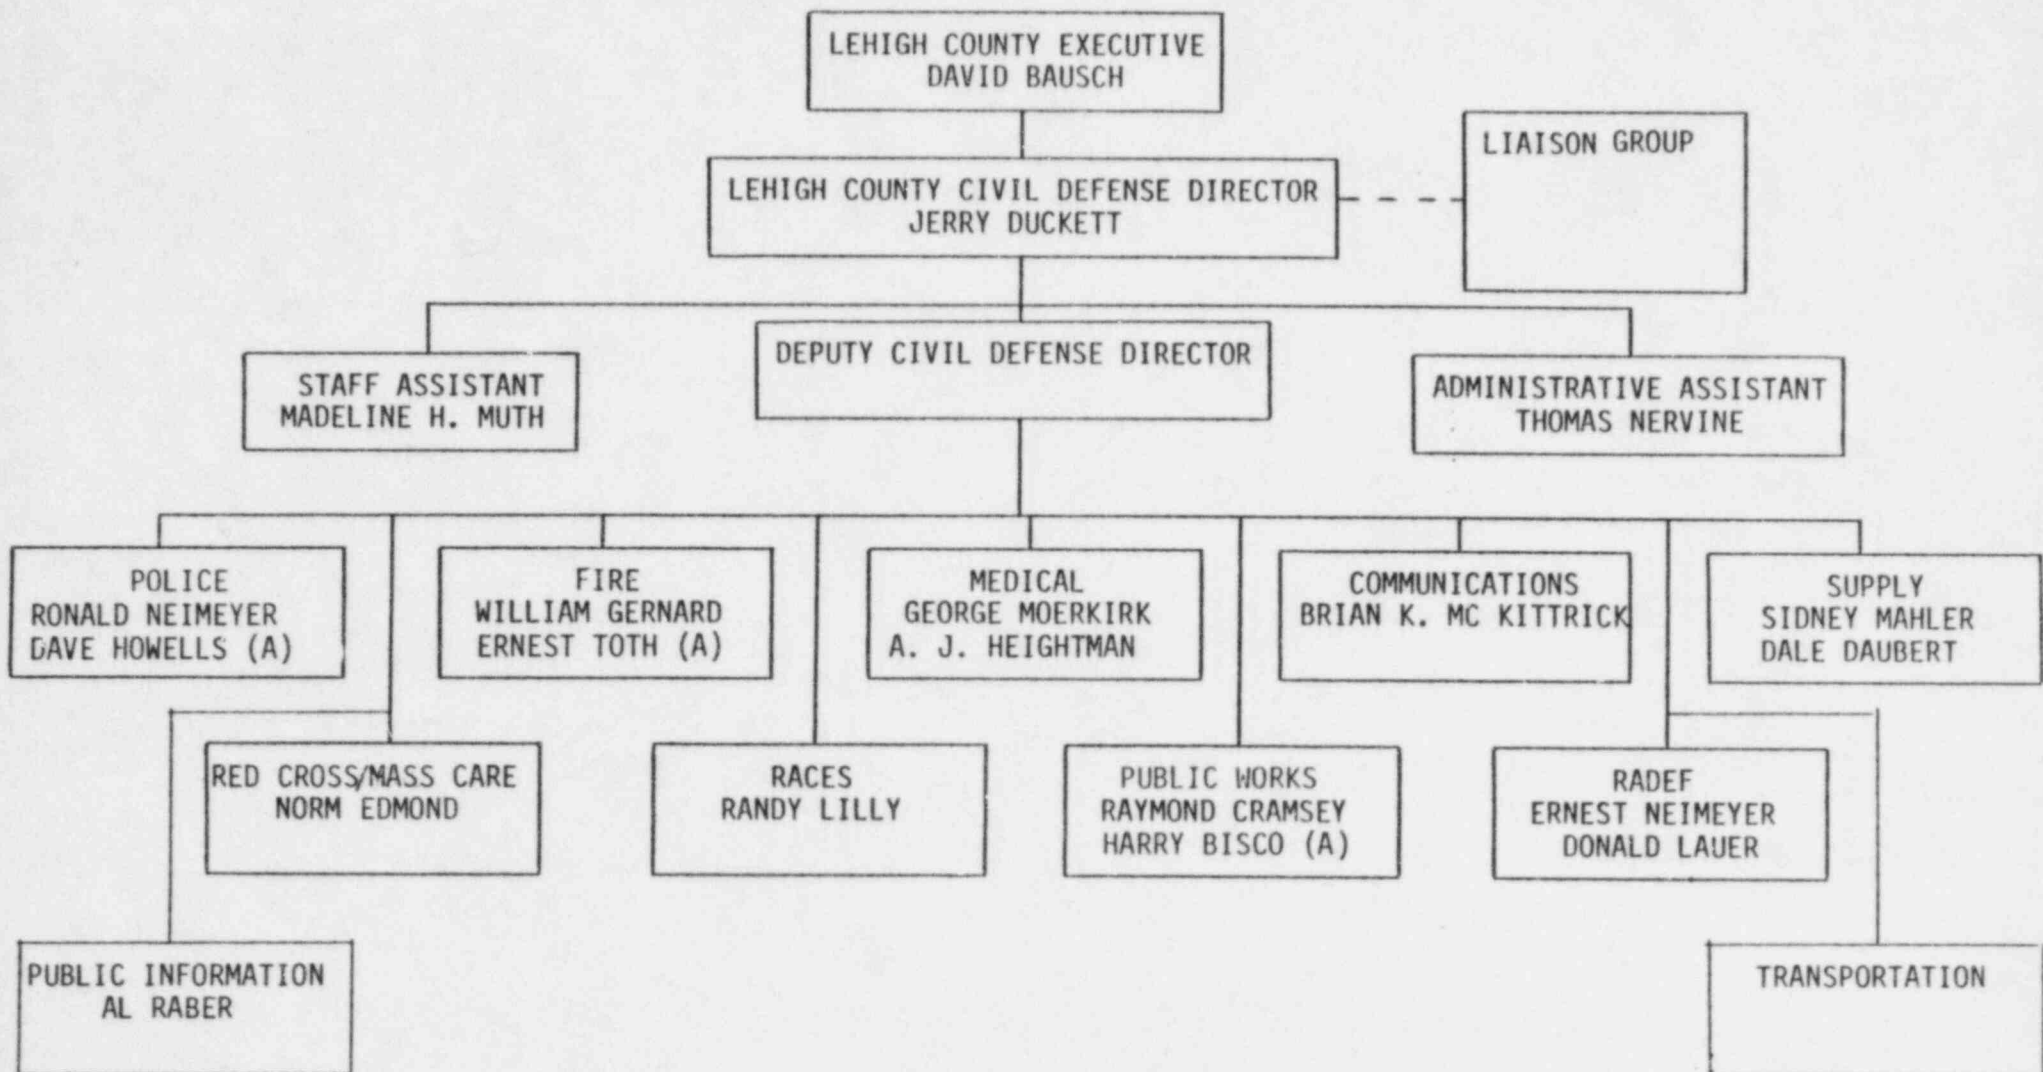 LEHIGH COUNTY EXECUTIVE
DAVID BAUSCH
LIAISON GROUP
LEHIGH COUNTY CIVIL DEFENSE DIRECTOR
JERRY DUCKETT
DEPUTY CIVIL DEFENSE DIRECTOR
STAFF ASSISTANT
MADELINE H. MUTH
ADMINISTRATIVE ASSISTANT
THOMAS NERVINE
POLICE
RONALD NEIMEYER
DAVE HOWELLS (A)
FIRE
WILLIAM GERNARD
ERNEST TOTH (A)
MEDICAL
GEORGE MOERKIRK
A. J. HEIGHTMAN
COMMUNICATIONS
BRIAN K. MC KITTRICK
SUPPLY
SIDNEY MAHLER
DALE DAUBERT
RED CROSS/MASS CARE
NORM EDMOND
RACES
RANDY LILLY
PUBLIC WORKS
RAYMOND CRAMSEY
HARRY BISCO (A)
RADEF
ERNEST NEIMEYER
DONALD LAUER
PUBLIC INFORMATION
AL RABER
TRANSPORTATION